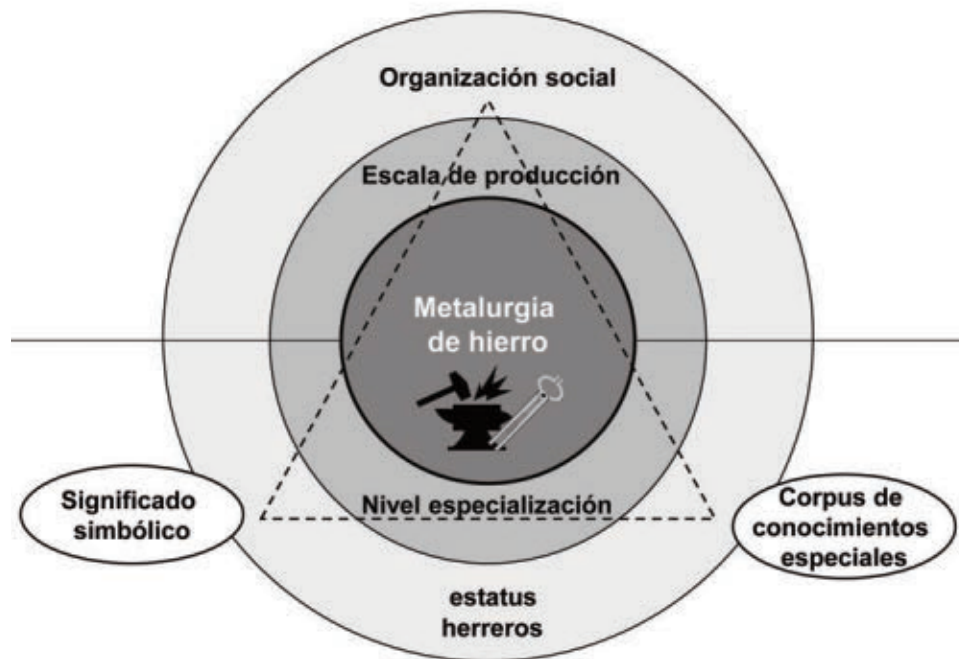 Organización social
Escala de producción
Metalurgia
de hierro
Significado
simbólico
Nivel especialización
Corpus de
conocimientos
especiales
estatus
herreros